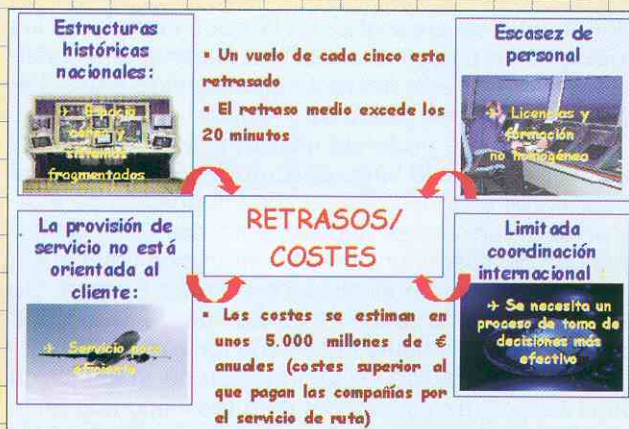 Estructuras
históricas
nacionales:
✈ Espacio
aéreo y
sistemas
fragmentados
▪ Un vuelo de cada cinco esta
retrasado
▪ El retraso medio excede los
20 minutos
Escasez de
personal
✈ Licencias y
formación
no homogénea
RETRASOS/
COSTES
La provisión de
servicio no está
orientada al
cliente:
✈ Servicio poco
eficiente
▪ Los costes se estiman en
unos 5.000 millones de €
anuales (costes superior al
que pagan las compañías por
el servicio de ruta)
Limitada
coordinación
internacional
✈ Se necesita un
proceso de toma de
decisiones más
efectivo